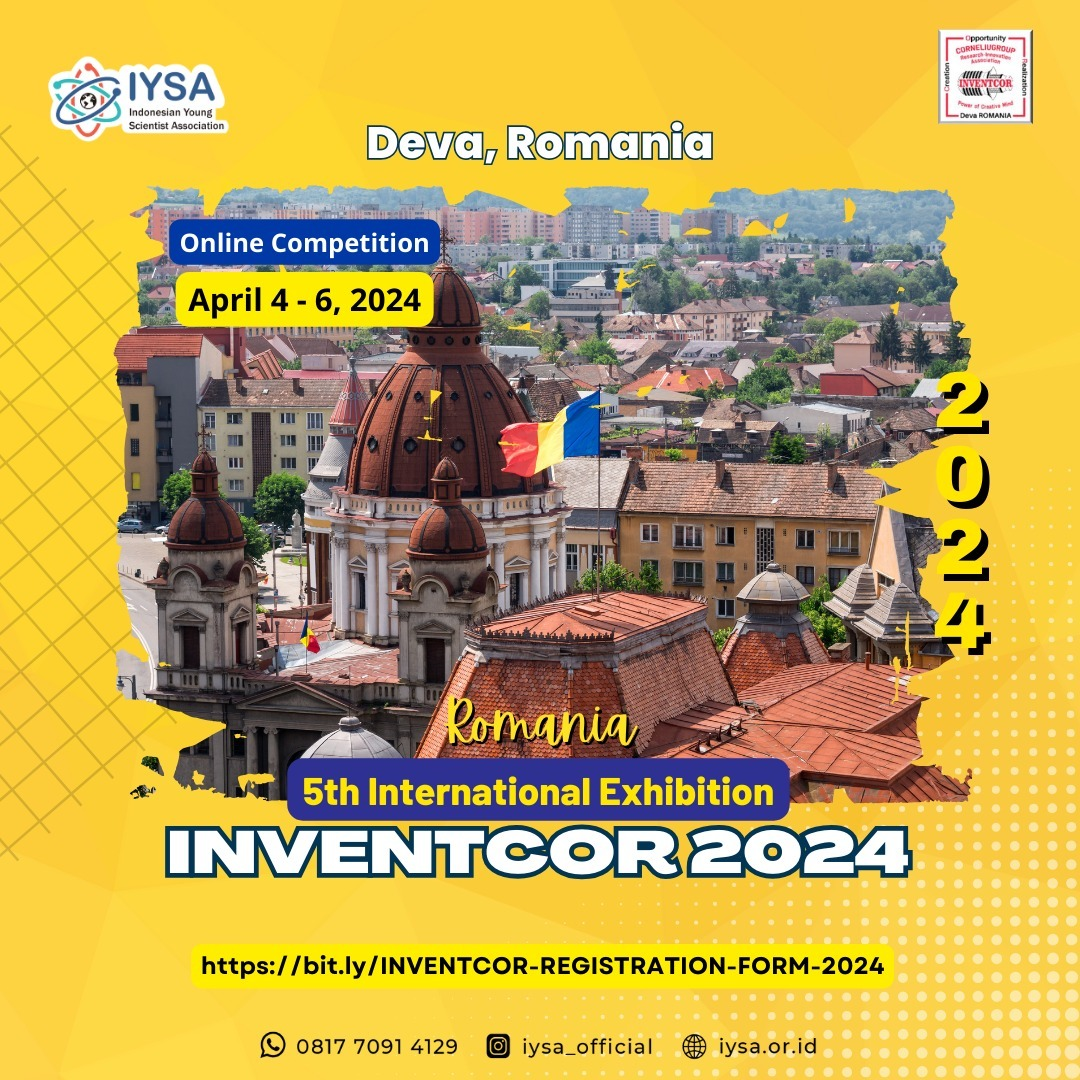 IYSA
Indonesian Young
Scientist Association
Opportunity
CORNELIUGROUP
Research-Innovation
Association
Creation
INVENTCOR
Realization
Power of Creative Mind
Deva ROMANIA
Deva, Romania
Online Competition
April 4 - 6, 2024
2
0
2
4
Romania
5th International Exhibition
INVENTCOR 2024
https://bit.ly/INVENTCOR-REGISTRATION-FORM-2024
0817 7091 4129 iysa_official iysa.or.id